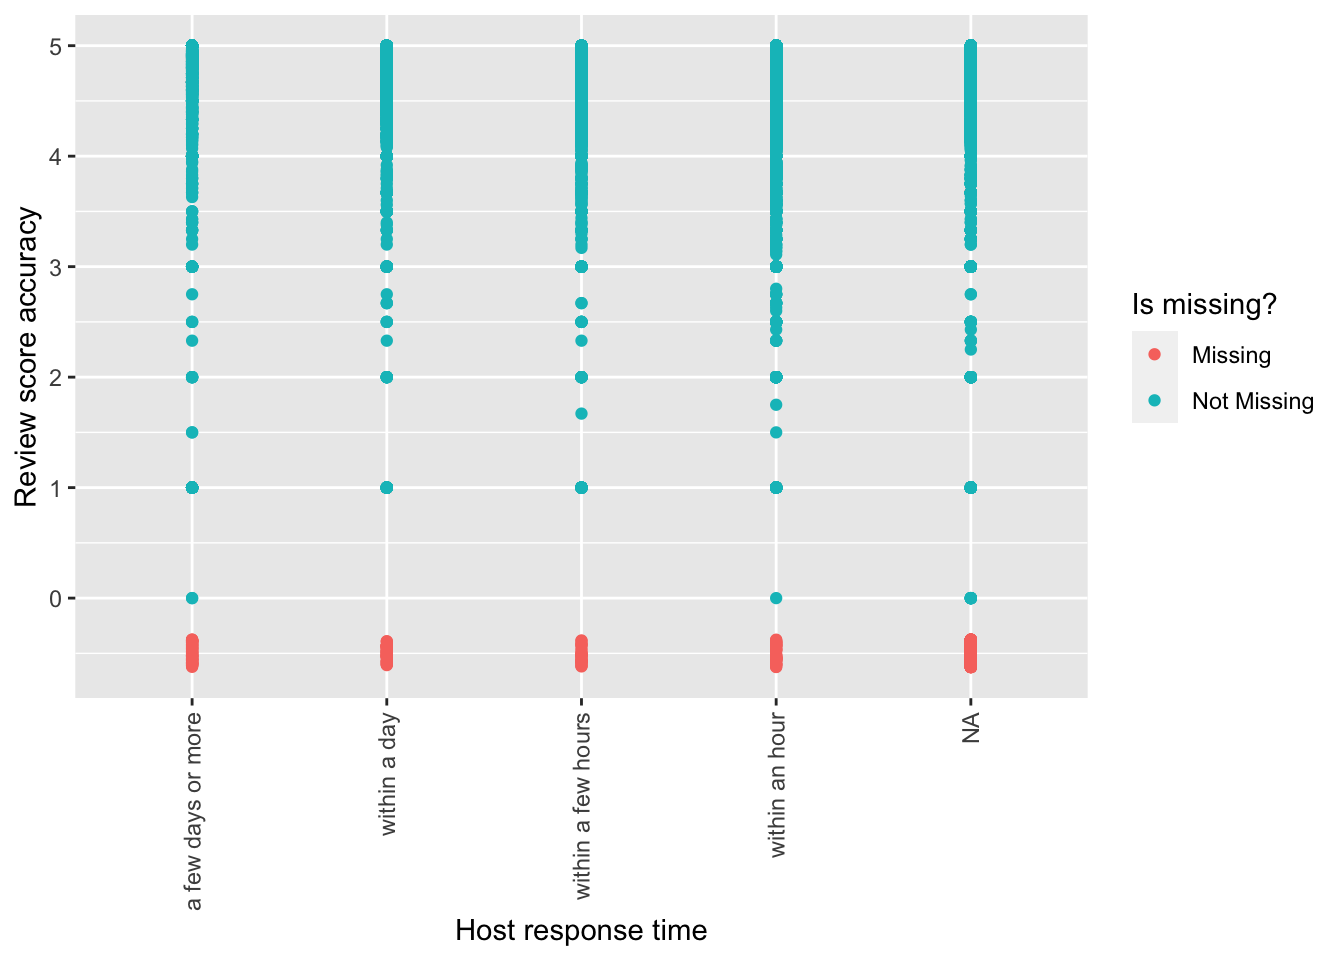 Review score accuracy
5
4
3
2
1
0
a few days or more
within a day
within a few hours
within an hour
NA
Host response time
Is missing?
Missing
Not Missing